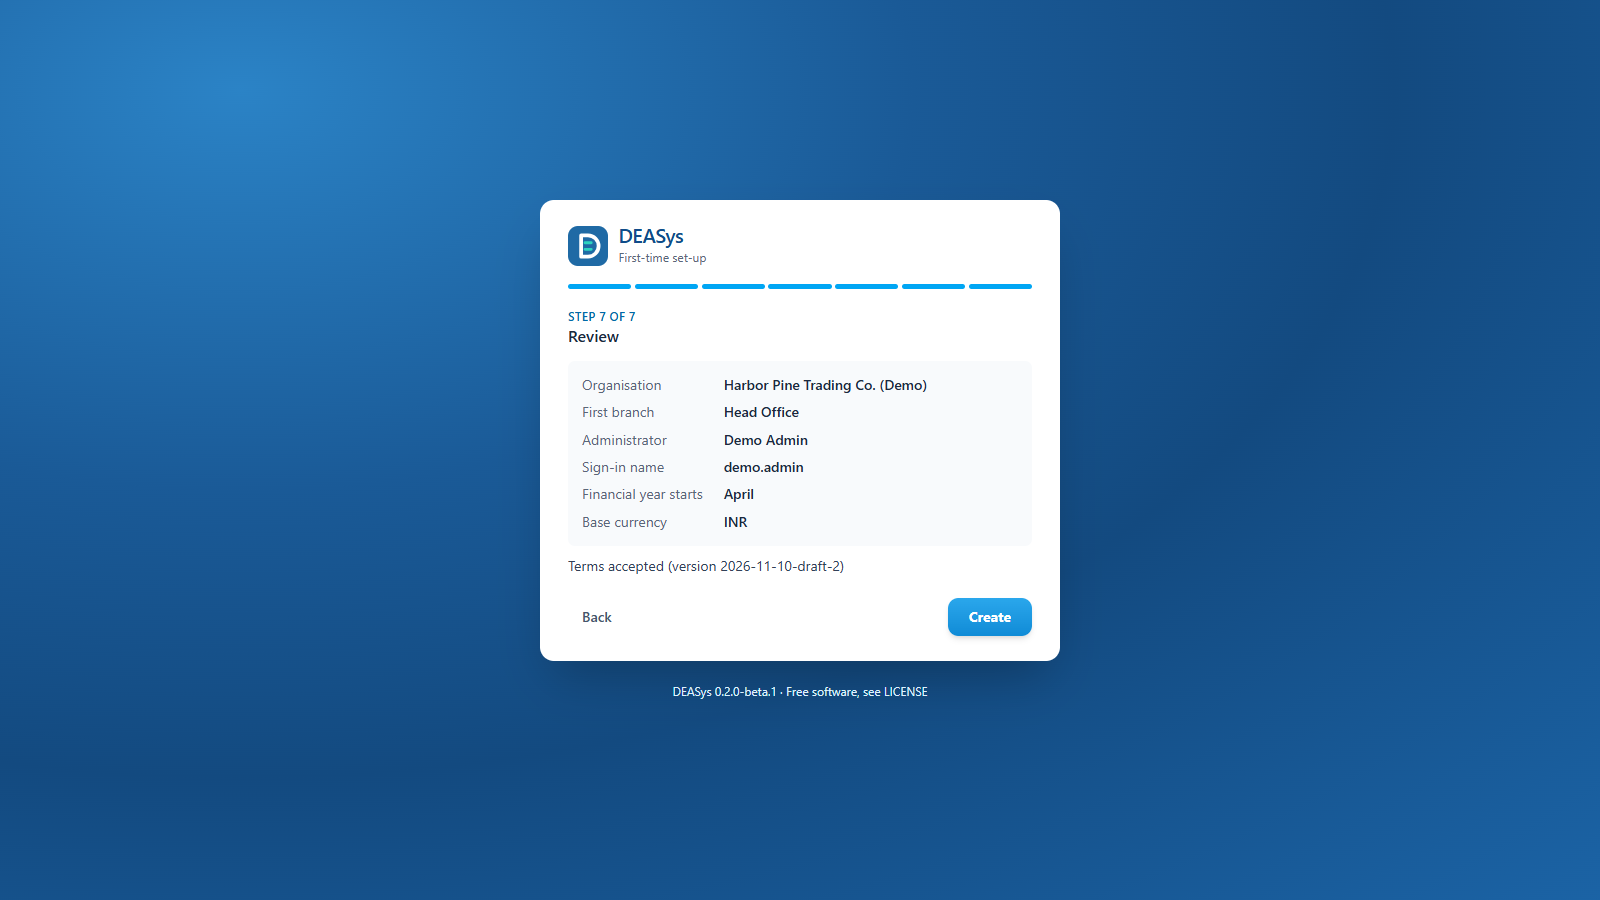 DEASys
First-time set-up
STEP 7 OF 7
Review
Organisation Harbor Pine Trading Co. (Demo)
First branch Head Office
Administrator Demo Admin
Sign-in name demo.admin
Financial year starts April
Base currency INR
Terms accepted (version 2026-11-10-draft-2)
Back Create
DEASys 0.2.0-beta.1 · Free software, see LICENSE